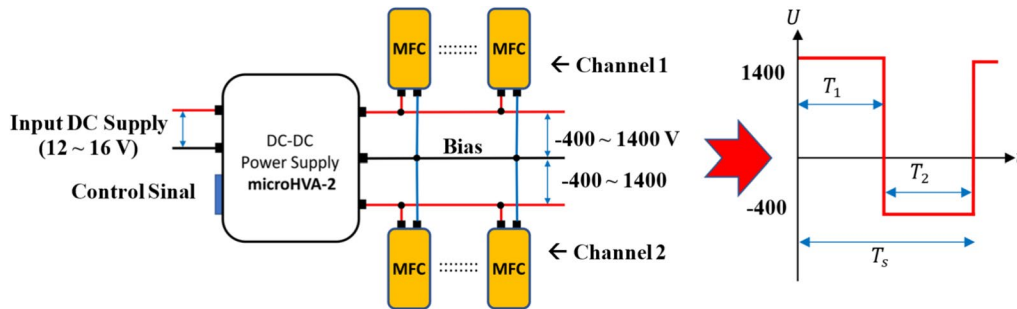 MFC
MFC
← Channel 1
Input DC Supply
(12 ~ 16 V)
DC-DC
Power Supply
microHVA-2
Control Sinal
Bias
-400 ~ 1400 V
-400 ~ 1400
MFC
MFC
← Channel 2
U
1400
T₁
T₂
-400
Tₛ